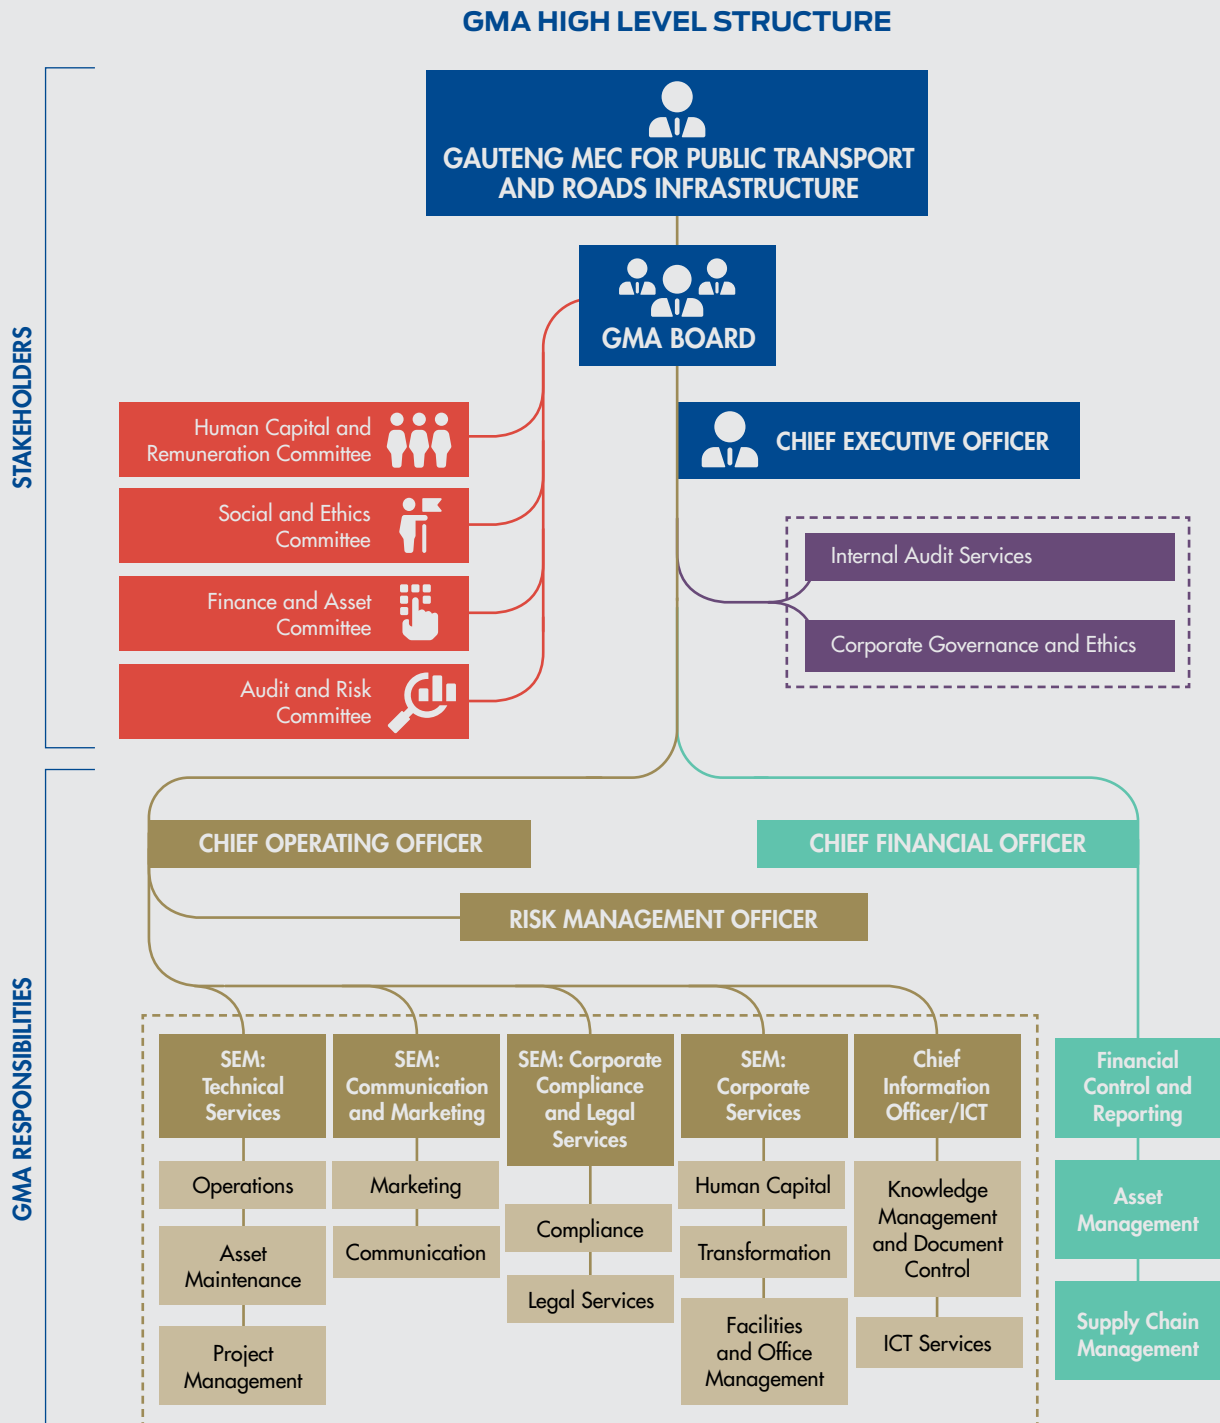 GMA HIGH LEVEL STRUCTURE
STAKEHOLDERS
GAUTENG MEC FOR PUBLIC TRANSPORT
AND ROADS INFRASTRUCTURE
GMA BOARD
Human Capital and
Remuneration Committee
Social and Ethics
Committee
Finance and Asset
Committee
Audit and Risk
Committee
CHIEF EXECUTIVE OFFICER
Internal Audit Services
Corporate Governance and Ethics
GMA RESPONSIBILITIES
CHIEF OPERATING OFFICER
CHIEF FINANCIAL OFFICER
RISK MANAGEMENT OFFICER
SEM:
Technical
Services
Operations
Asset
Maintenance
Project
Management
SEM:
Communication
and Marketing
Marketing
Communication
SEM: Corporate
Compliance
and Legal
Services
Compliance
Legal Services
SEM:
Corporate
Services
Human Capital
Transformation
Facilities
and Office
Management
Chief
Information
Officer/ICT
Knowledge
Management
and Document
Control
ICT Services
Financial
Control and
Reporting
Asset
Management
Supply Chain
Management